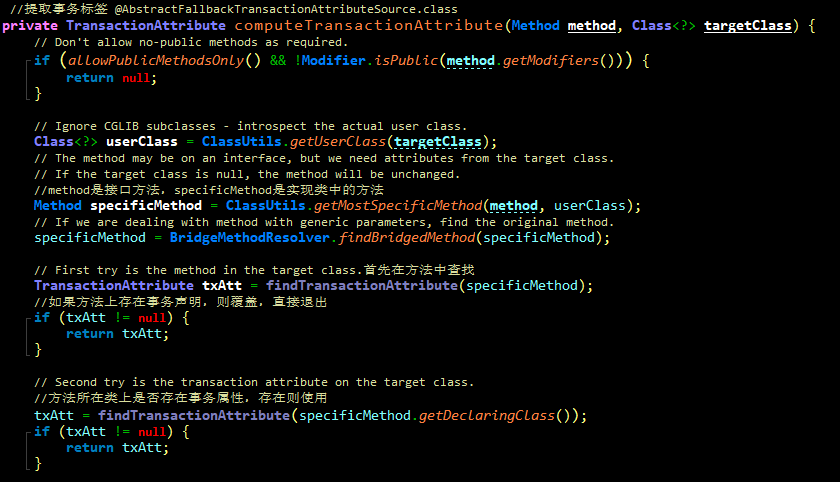 //提取事务标签 @AbstractFallbackTransactionAttributeSource.class
private TransactionAttribute computeTransactionAttribute(Method method, Class<?> targetClass) {
// Don't allow no-public methods as required.
if (allowPublicMethodsOnly() && !Modifier.isPublic(method.getModifiers())) {
return null;
}
// Ignore CGLIB subclasses - introspect the actual user class.
Class<?> userClass = ClassUtils.getUserClass(targetClass);
// The method may be on an interface, but we need attributes from the target class.
// If the target class is null, the method will be unchanged.
//method是接口方法，specificMethod是实现类中的方法
Method specificMethod = ClassUtils.getMostSpecificMethod(method, userClass);
// If we are dealing with method with generic parameters, find the original method.
specificMethod = BridgeMethodResolver.findBridgedMethod(specificMethod);
// First try is the method in the target class.首先在方法中查找
TransactionAttribute txAtt = findTransactionAttribute(specificMethod);
//如果方法上存在事务声明，则覆盖，直接退出
if (txAtt != null) {
return txAtt;
}
// Second try is the transaction attribute on the target class.
//方法所在类上是否存在事务属性，存在则使用
txAtt = findTransactionAttribute(specificMethod.getDeclaringClass());
if (txAtt != null) {
return txAtt;
}